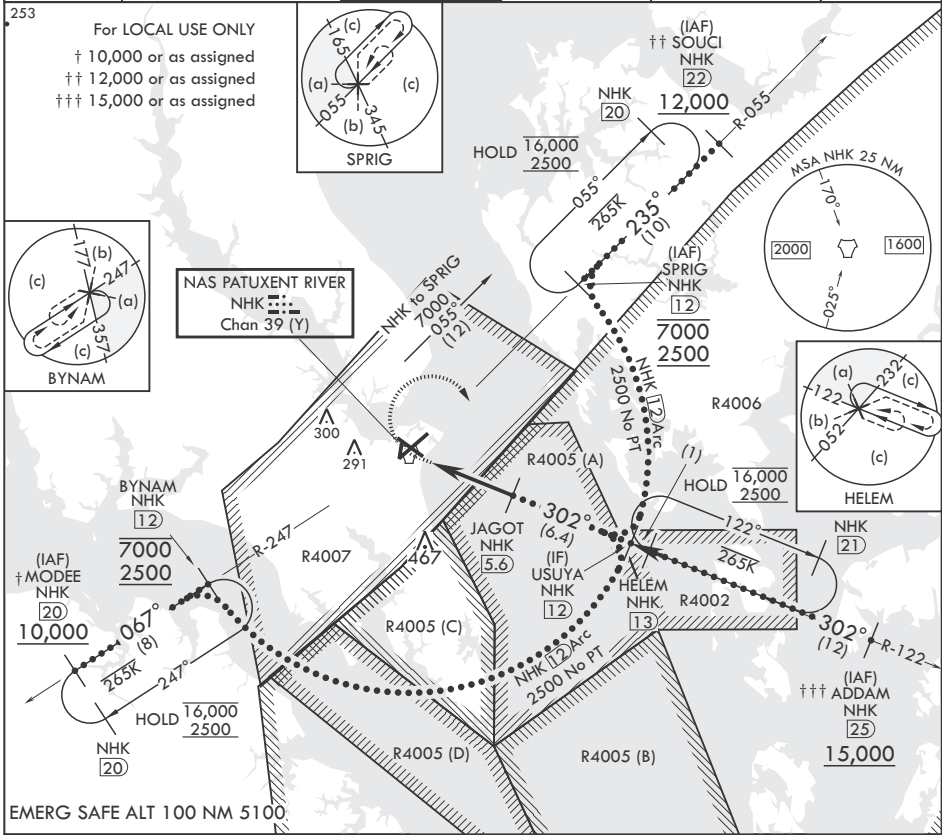 253
For LOCAL USE ONLY
† 10,000 or as assigned
†† 12,000 or as assigned
††† 15,000 or as assigned
(c)
165
(a)
(c)
055
(b)
345
SPRIG
(IAF)
†† SOUCI
NHK
22
12,000
R-055
NHK
20
HOLD 16,000
2500
055°
265K
235°
(10)
MSA NHK 25 NM
170°
2000
1600
025°
(IAF)
SPRIG
NHK
12
7000
2500
177
(b)
247
(c)
(a)
357
(c)
BYNAM
NAS PATUXENT RIVER
NHK
Chan 39 (Y)
NHK to SPRIG
7000
055°
(12)
NHK 12 Arc
2500 No PT
R4006
(a)
232
(c)
122
(b)
052
(c)
HELEM
300
291
R4005 (A)
(1)
HOLD 16,000
2500
BYNAM
NHK
12
7000
2500
R-247
R4007
467
JAGOT
NHK
5.6
302°
(6.4)
(IF)
USUYA
NHK
12
122°
265K
NHK
21
HELEM
NHK
13
R4002
(IAF)
† MODEE
NHK
20
10,000
067°
(8)
265K
247°
R4005 (C)
302°
(12)
R-122
NHK 12 Arc
2500 No PT
(IAF)
††† ADDAM
NHK
25
15,000
HOLD 16,000
2500
NHK
20
R4005 (D)
R4005 (B)
EMERG SAFE ALT 100 NM 5100